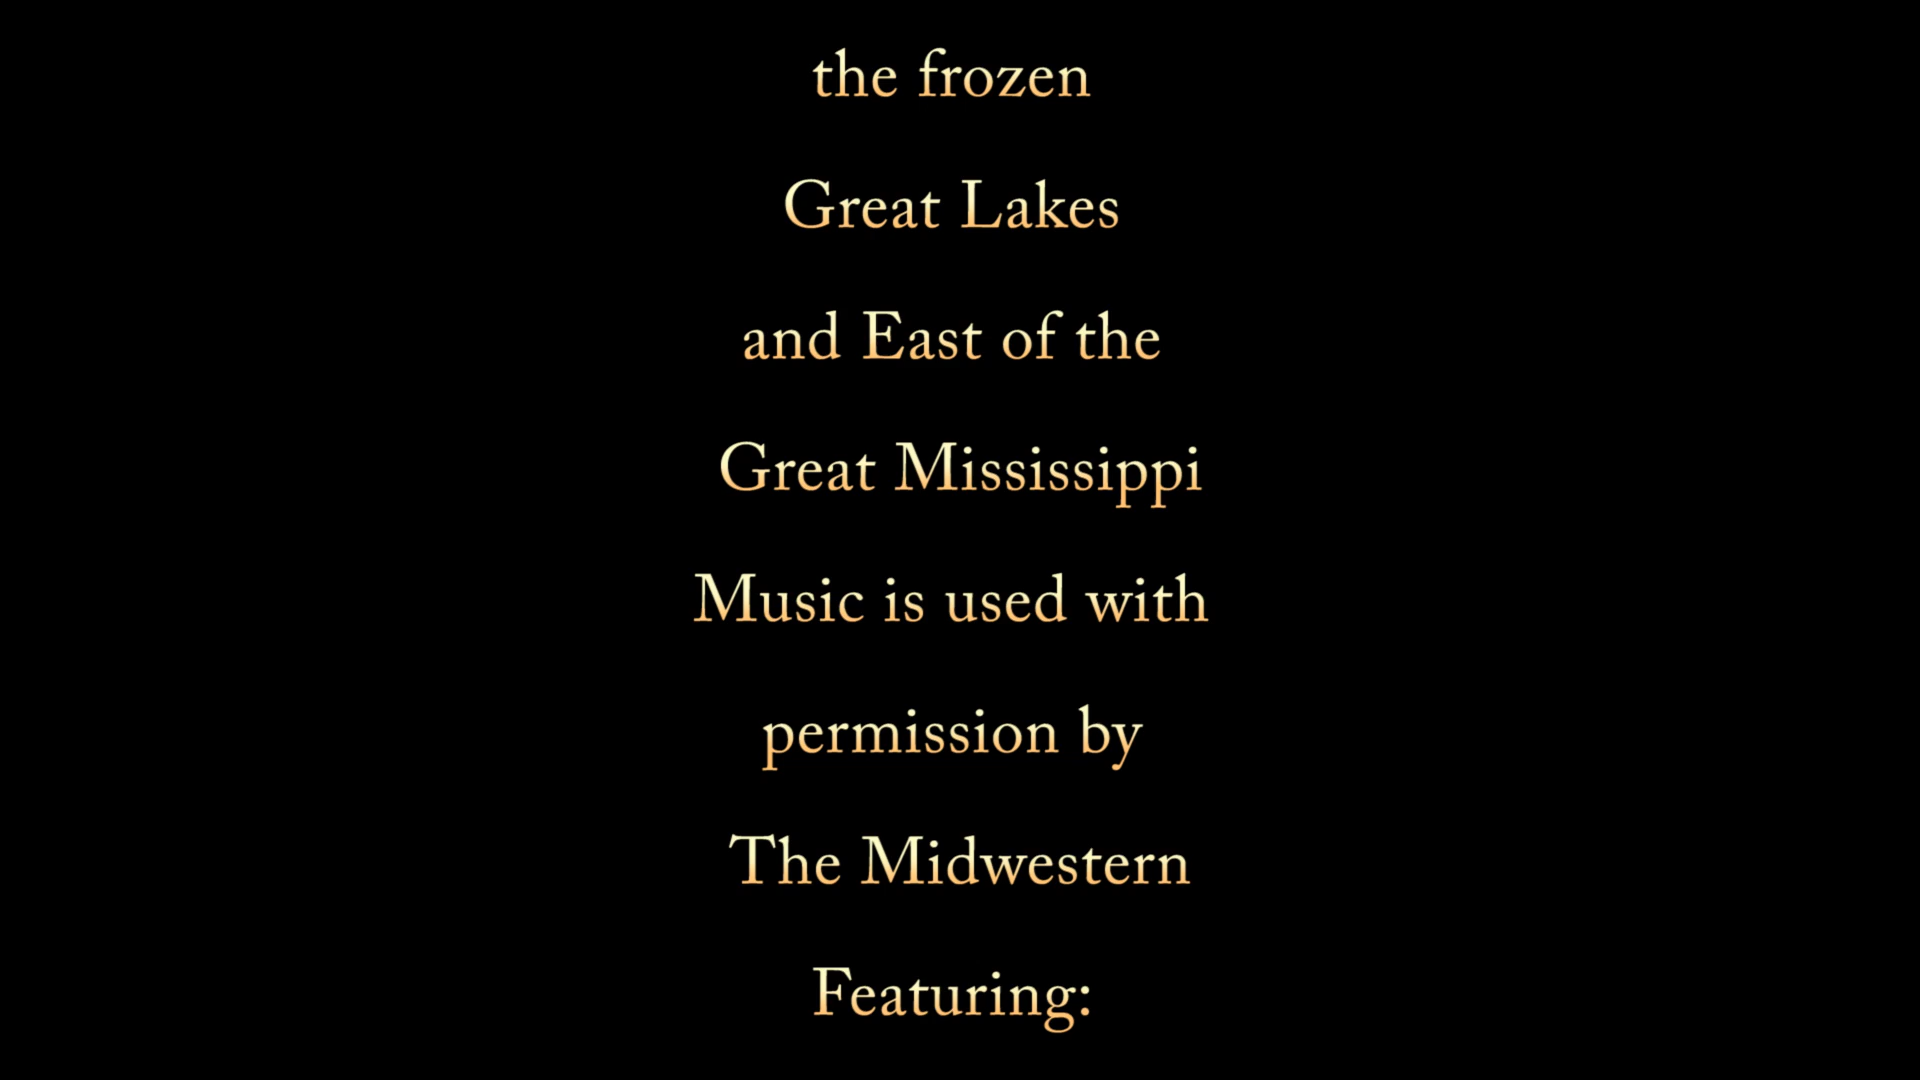 the frozen
Great Lakes
and East of the
Great Mississippi
Music is used with
permission by
The Midwestern
Featuring: